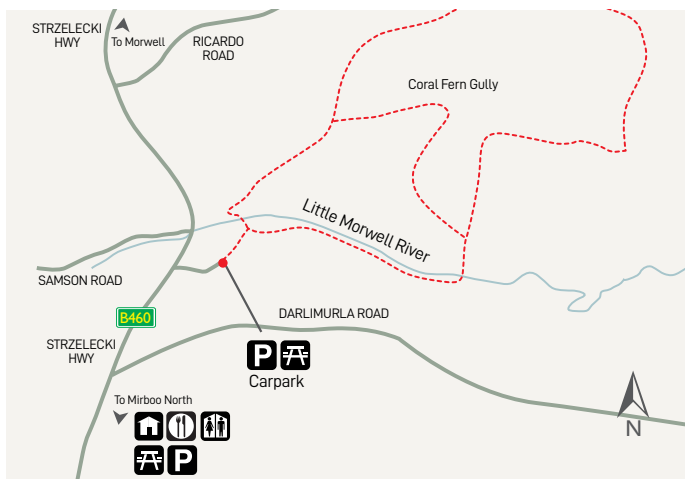 STRZELECKI
HWY
To Morwell
RICARDO
ROAD
Coral Fern Gully
Little Morwell River
SAMSON ROAD
B460
DARLIMURLA ROAD
STRZELECKI
HWY
P
Carpark
To Mirboo North
P
N